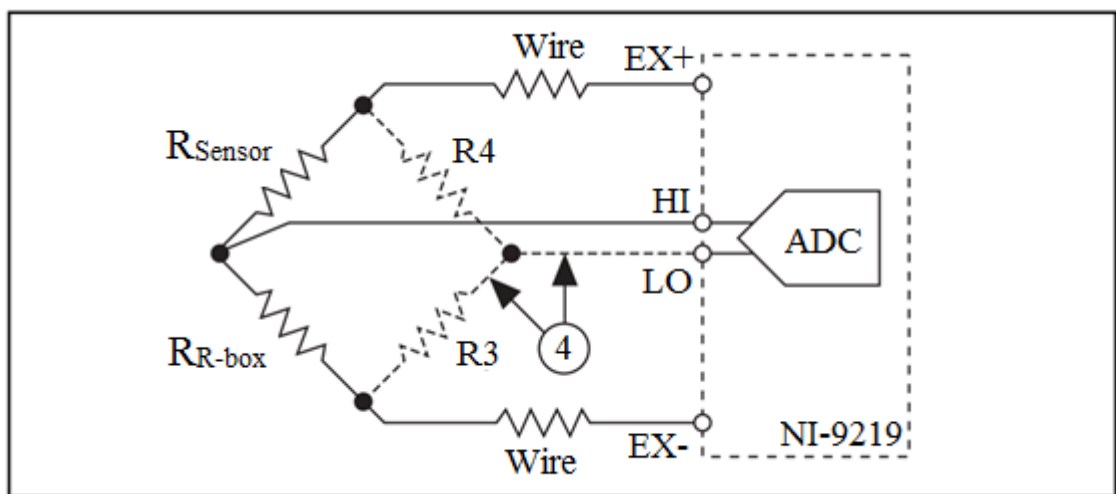 Wire
EX+
RSensor
R4
HI
ADC
LO
4
RR-box
R3
Wire
EX-
NI-9219